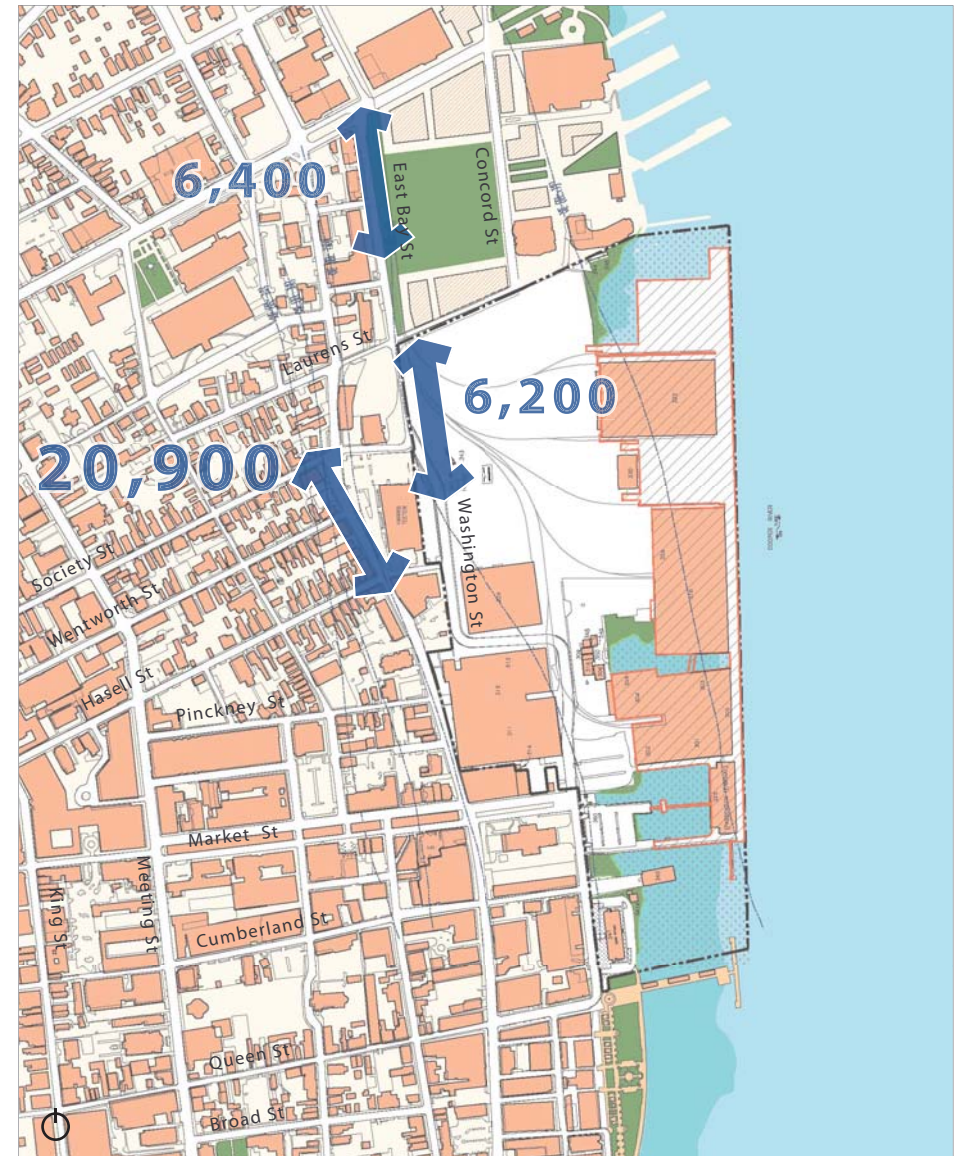 6,400
East Bay St
Concord St
Laurens St
6,200
20,900
Washington St
Society St
Wentworth St
Hasell St
Pinckney St
Market St
Meeting St
King St
Cumberland St
Queen St
Broad St